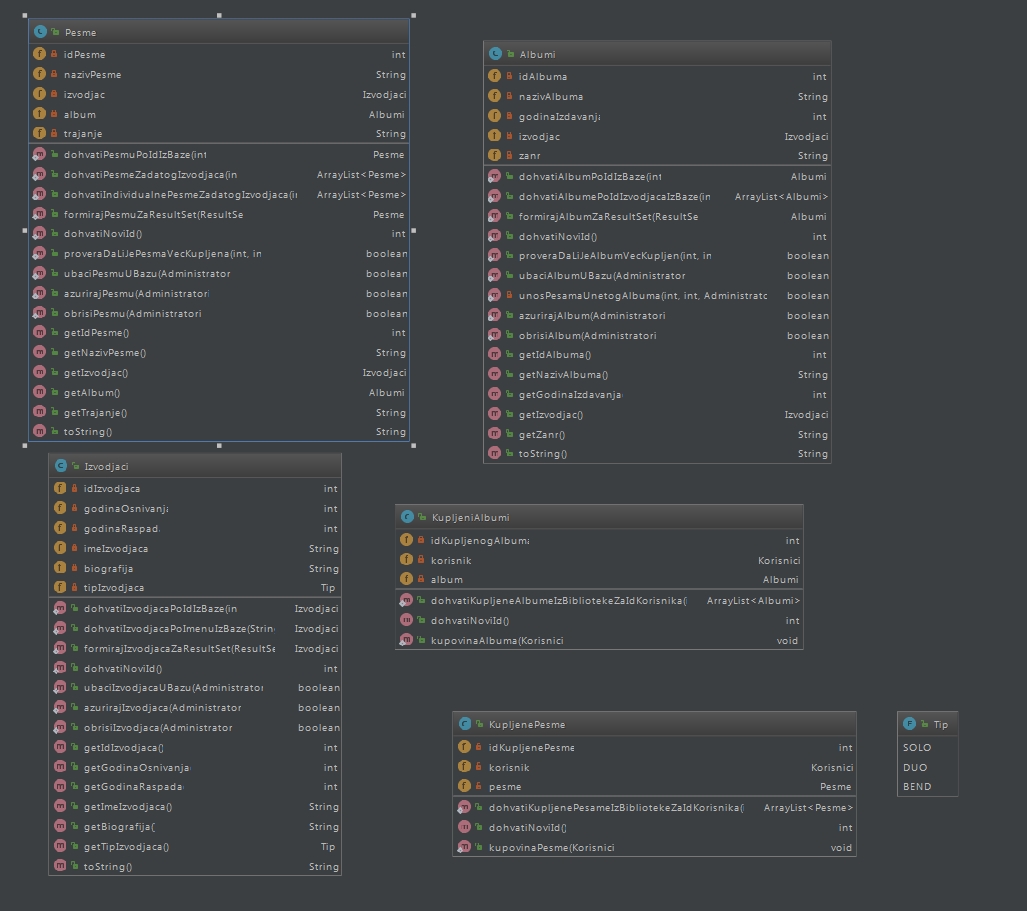 Pesme
idPesme int
nazivPesme String
izvodjac Izvodjaci
album Albumi
trajanje String
dohvatiPesmuPoIdIzBaze(int Pesme
dohvatiPesmeZadatogIzvodjaca(in ArrayList<Pesme>
dohvatiIndividualnePesmeZadatogIzvodjaca(i ArrayList<Pesme>
formirajPesmuZaResultSet(ResultSe Pesme
dohvatiNoviId() int
proveraDaLiJePesmaVecKupljena(int, in boolean
ubaciPesmuUBazu(Administrator boolean
azurirajPesmu(Administratori boolean
obrisiPesmu(Administratori boolean
getIdPesme() int
getNazivPesme() String
getIzvodjac() Izvodjaci
getAlbum() Albumi
getTrajanje() String
toString() String
Albumi
idAlbuma int
nazivAlbuma String
godinaIzdavanja int
izvodjac Izvodjaci
zanr String
dohvatiAlbumPoIdIzBaze(int Albumi
dohvatiAlbumePoIdIzvodjacaIzBaze(in ArrayList<Albumi>
formirajAlbumZaResultSet(ResultSe Albumi
dohvatiNoviId() int
proveraDaLiJeAlbumVecKupljen(int, in boolean
ubaciAlbumUBazu(Administrator boolean
unosPesamaUnetogAlbuma(int, int, Administratc boolean
azurirajAlbum(Administratori boolean
obrisiAlbum(Administratori boolean
getIdAlbuma() int
getNazivAlbuma() String
getGodinaIzdavanja int
getIzvodjac() Izvodjaci
getZanr() String
toString() String
Izvodjaci
idIzvodjaca int
godinaOsnivanja int
godinaRaspad int
imeIzvodjaca String
biografija String
tipIzvodjaca Tip
dohvatiIzvodjacaPoIdIzBaze(in Izvodjaci
dohvatiIzvodjacaPoImenuIzBaze(Strin Izvodjaci
formirajIzvodjacaZaResultSet(ResultSe Izvodjaci
dohvatiNoviId() int
ubaciIzvodjacaUBazu(Administrator boolean
azurirajIzvodjaca(Administrator boolean
obrisiIzvodjaca(Administrator boolean
getIdIzvodjaca() int
getGodinaOsnivanja int
getGodinaRaspada int
getImeIzvodjaca() String
getBiografija( String
getTipIzvodjaca() Tip
toString() String
KupljeniAlbumi
idKupljenogAlbuma int
korisnik Korisnici
album Albumi
dohvatiKupljeneAlbumeIzBibliotekeZaIdKorisnika( ArrayList<Albumi>
dohvatiNoviId() int
kupovinaAlbuma(Korisnici void
KupljenePesme
idKupljenePesme int
korisnik Korisnici
pesme Pesme
dohvatiKupljenePesameIzBibliotekeZaIdKorisnika( ArrayList<Pesme>
dohvatiNoviId() int
kupovinaPesme(Korisnici void
Tip
SOLO
DUO
BEND